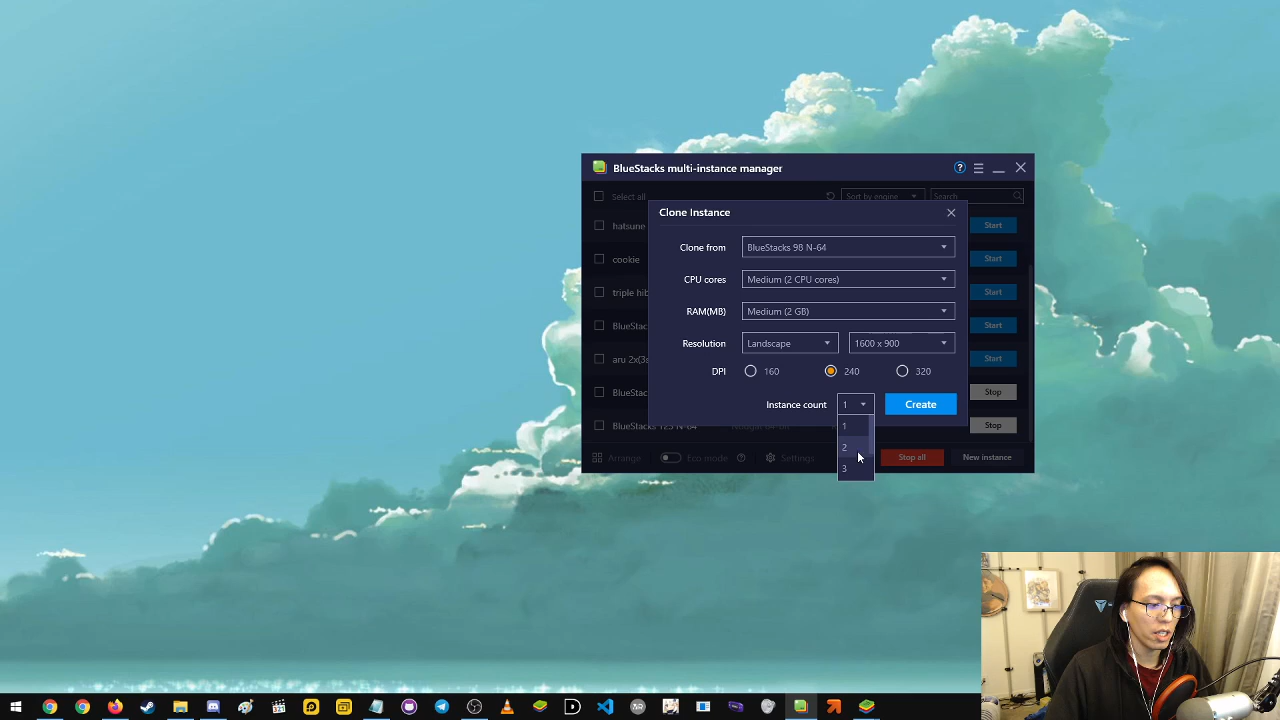 BlueStacks multi-instance manager
Select all
Sort by engine
Search
Clone Instance
hatsune
Start
Clone from
BlueStacks 98 N-64
cookie
Start
CPU cores
Medium (2 CPU cores)
triple hib
Start
RAM(MB)
Medium (2 GB)
BlueStac
Start
Resolution
Landscape
1600 x 900
aru 2x(3s
Start
DPI
160
240
320
BlueStac
Stop
Instance count
1
Create
1
BlueStacks 125 N-64
Stop
2
3
Arrange
Eco mode
Settings
Stop all
New instance